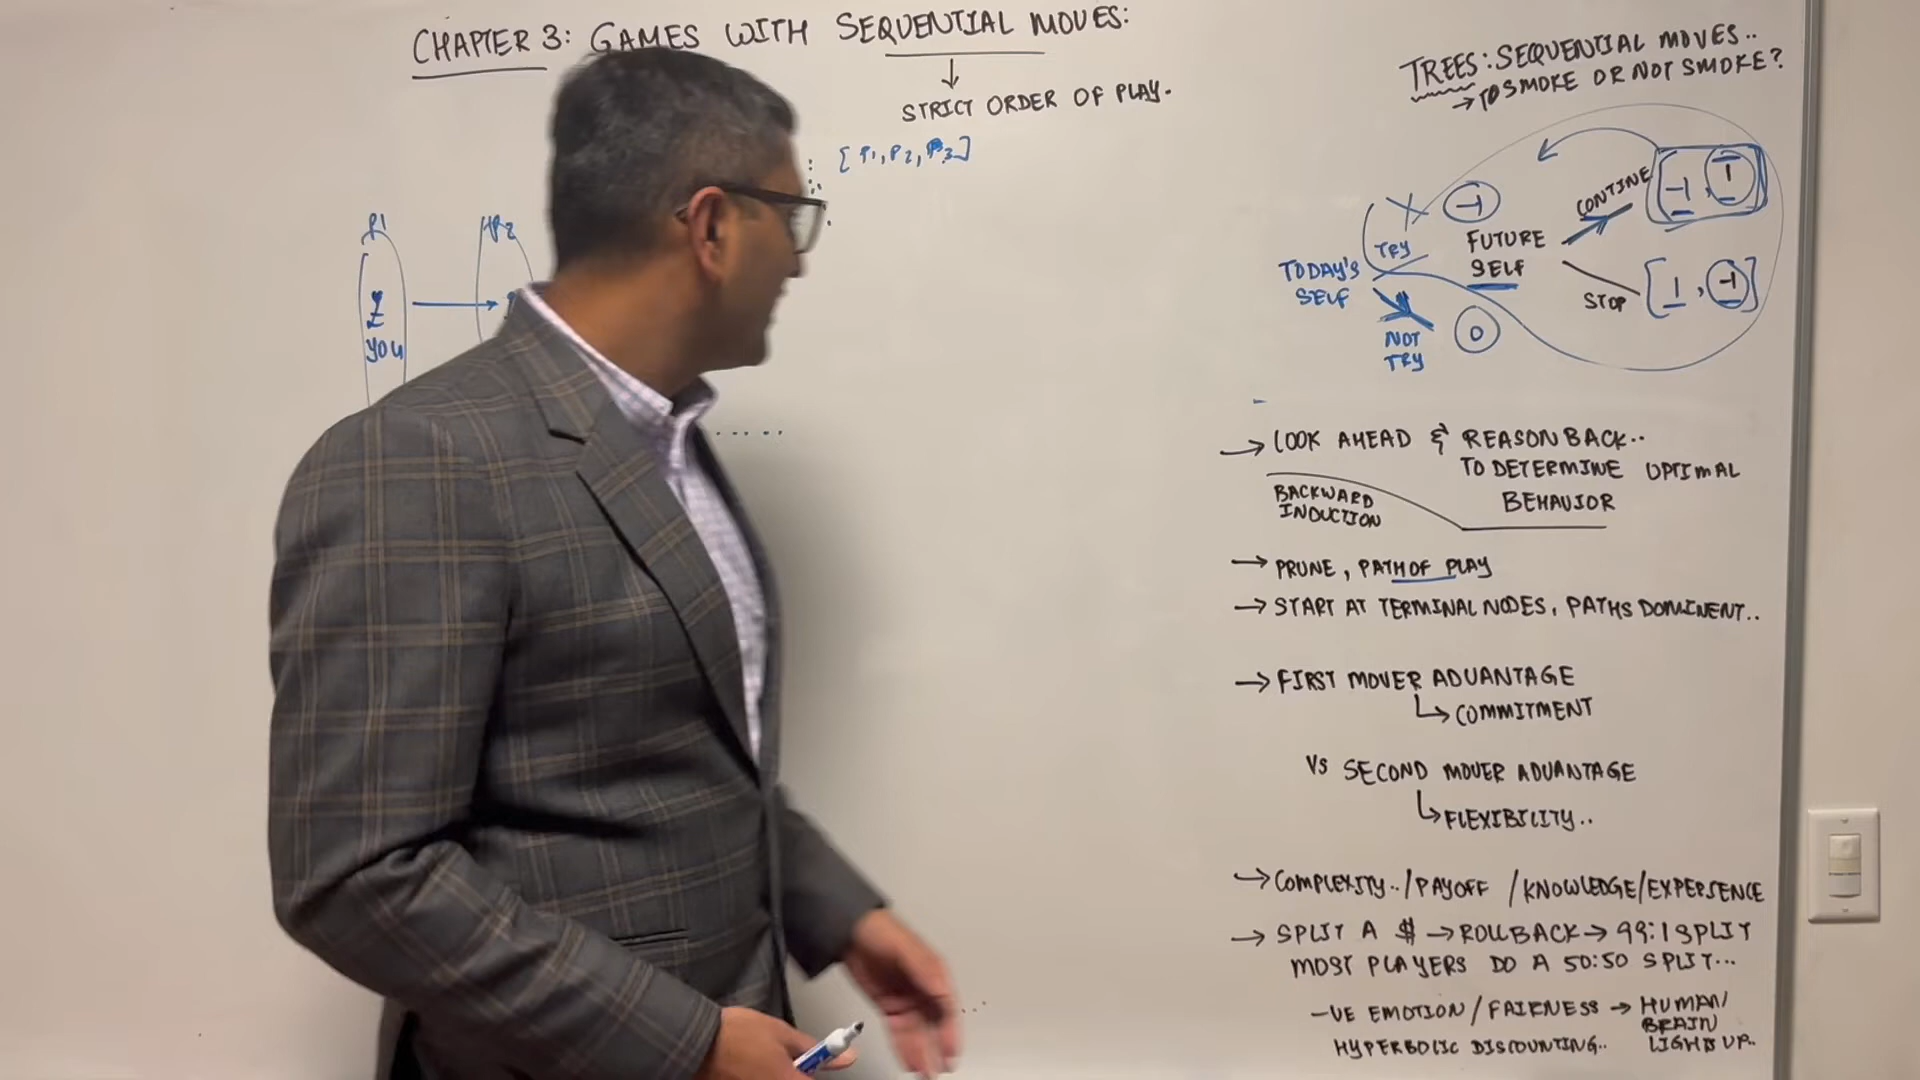 CHAPTER 3: GAMES WITH SEQUENTIAL MOVES:
STRICT ORDER OF PLAY.
[P1, P2, P3]
P1
P2
YOU
TREES: SEQUENTIAL MOVES..
→ TO SMOKE OR NOT SMOKE?
TODAY'S
SELF
TRY
-1
NOT
TRY
0
FUTURE
SELF
CONTINE
[-1, 1]
STOP
[1, -1]
→ LOOK AHEAD & REASON BACK..
TO DETERMINE OPTIMAL
BEHAVIOR
BACKWARD
INDUCTION
→ PRUNE, PATH OF PLAY
→ START AT TERMINAL NODES, PATHS DOMINENT..
→ FIRST MOVER ADVANTAGE
↳ COMMITMENT
VS SECOND MOVER ADVANTAGE
↳ FLEXIBILITY..
→ COMPLEXITY../PAYOFF /KNOWLEDGE/EXPERIENCE
→ SPLIT A $ → ROLLBACK → 99:1 SPLIT
MOST PLAYERS DO A 50:50 SPLIT...
-VE EMOTION/FAIRNESS → HUMAN/
BRAIN
LIGHTS UP..
HYPERBOLIC DISCOUNTING..